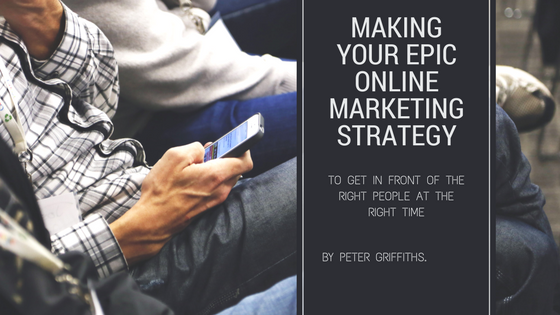 MAKING
YOUR EPIC
ONLINE
MARKETING
STRATEGY
TO GET IN FRONT OF THE
RIGHT PEOPLE AT THE
RIGHT TIME
BY PETER GRIFFITHS.